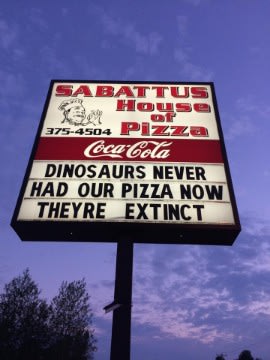 SABATTUS
House
of
375-4504 Pizza
Coca-Cola
DINOSAURS NEVER
HAD OUR PIZZA NOW
THEYRE EXTINCT